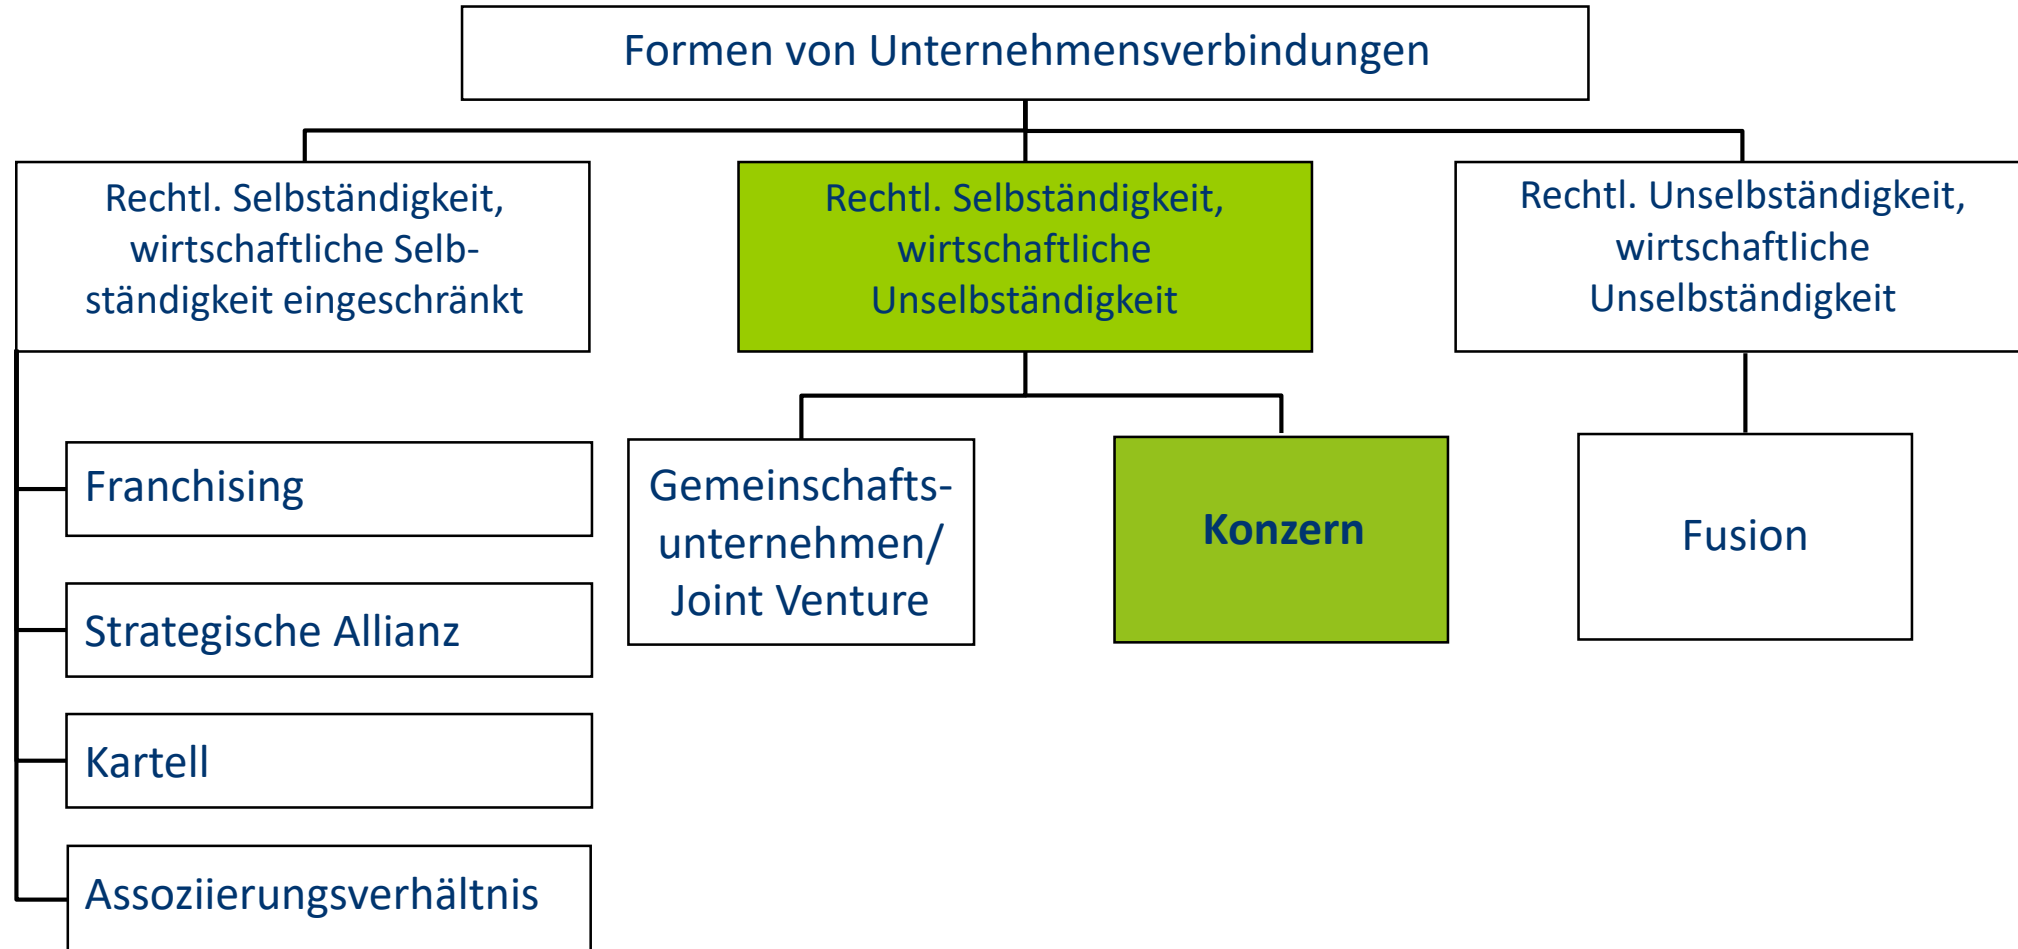 Formen von Unternehmensverbindungen
Rechtl. Selbständigkeit,
wirtschaftliche Selb-
ständigkeit eingeschränkt
Rechtl. Selbständigkeit,
wirtschaftliche
Unselbständigkeit
Rechtl. Unselbständigkeit,
wirtschaftliche
Unselbständigkeit
Franchising
Strategische Allianz
Kartell
Assoziierungsverhältnis
Gemeinschafts-
unternehmen/
Joint Venture
Konzern
Fusion